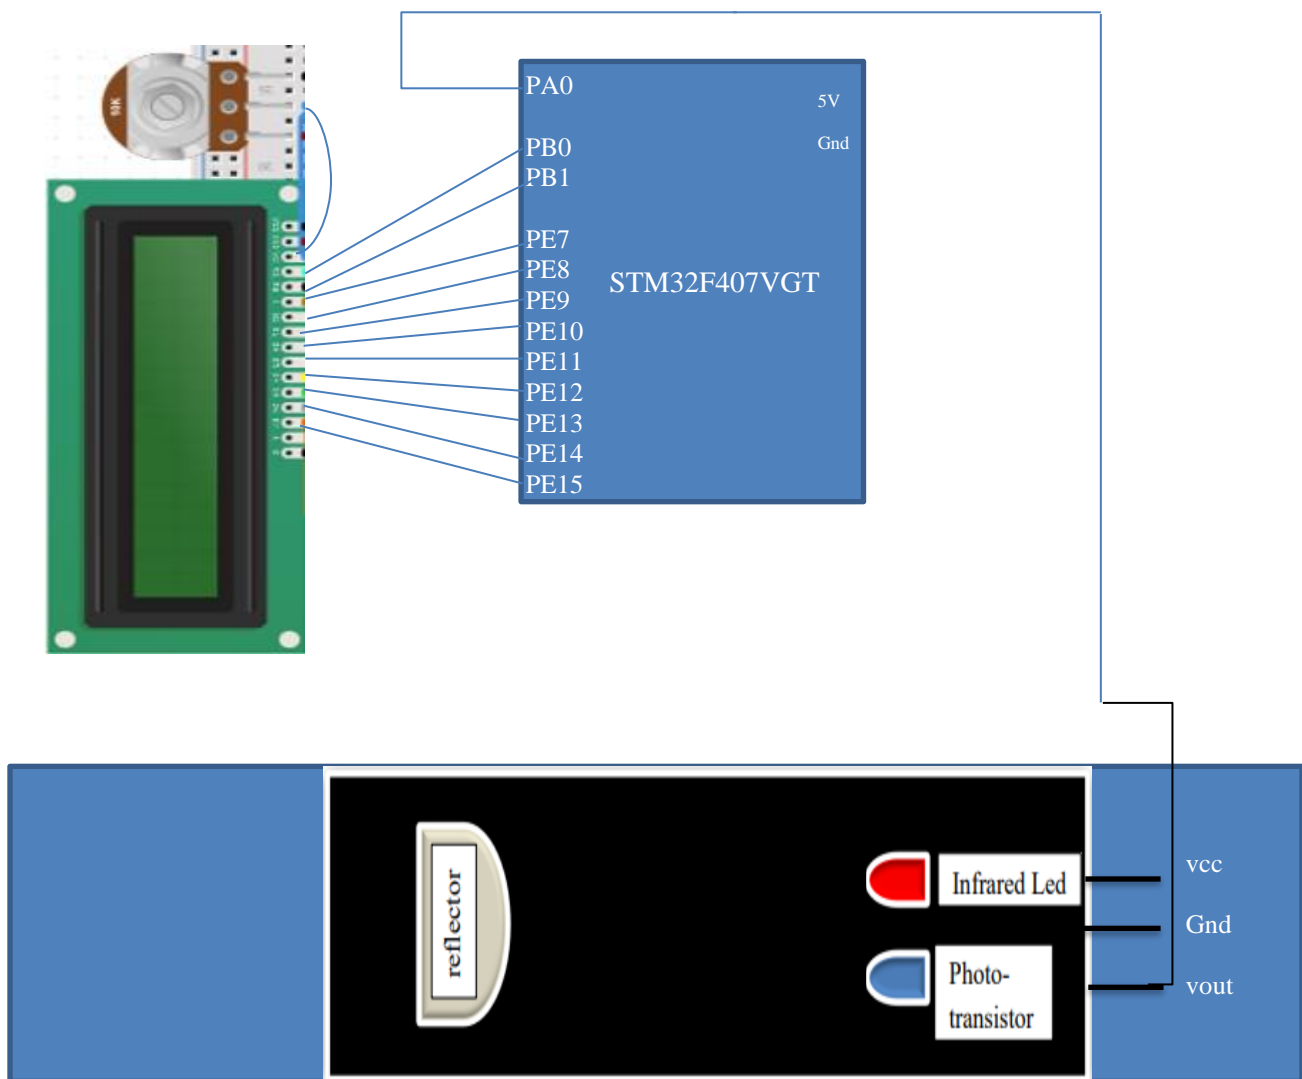 10K
PA0
5V
PB0
Gnd
PB1
PE7
PE8
STM32F407VGT
PE9
PE10
PE11
PE12
PE13
PE14
PE15
reflector
Infrared Led
vcc
Gnd
Photo-
transistor
vout